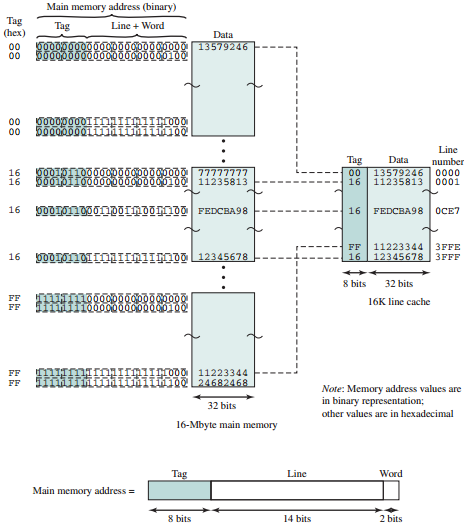 Main memory address (binary)
Tag
(hex)
Tag
Line + Word
Data
00 000000000000000000000000 13579246
00 000000000000000000000100
00 000000001111111111111000
00 000000001111111111111100
Tag Data Line
number
16 000101100000000000000000 77777777 00 13579246 0000
16 000101100000000000000100 11235813 16 11235813 0001
16 000101100011001110011100 FEDCBA98 16 FEDCBA98 0CE7
FF 11223344 3FFE
16 000101101111111111111100 12345678 16 12345678 3FFF
8 bits 32 bits
16K line cache
FF 111111110000000000000000
FF 111111110000000000000100
FF 111111111111111111111000 11223344
FF 111111111111111111111100 24682468
32 bits
16-Mbyte main memory
Note: Memory address values are
in binary representation;
other values are in hexadecimal
Tag Line Word
Main memory address =
8 bits 14 bits 2 bits